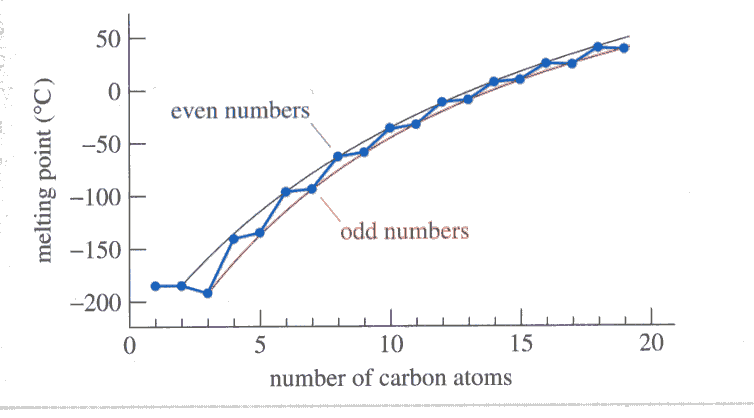 melting point (°C)
50
0
−50
−100
−150
−200
even numbers
odd numbers
0 5 10 15 20
number of carbon atoms